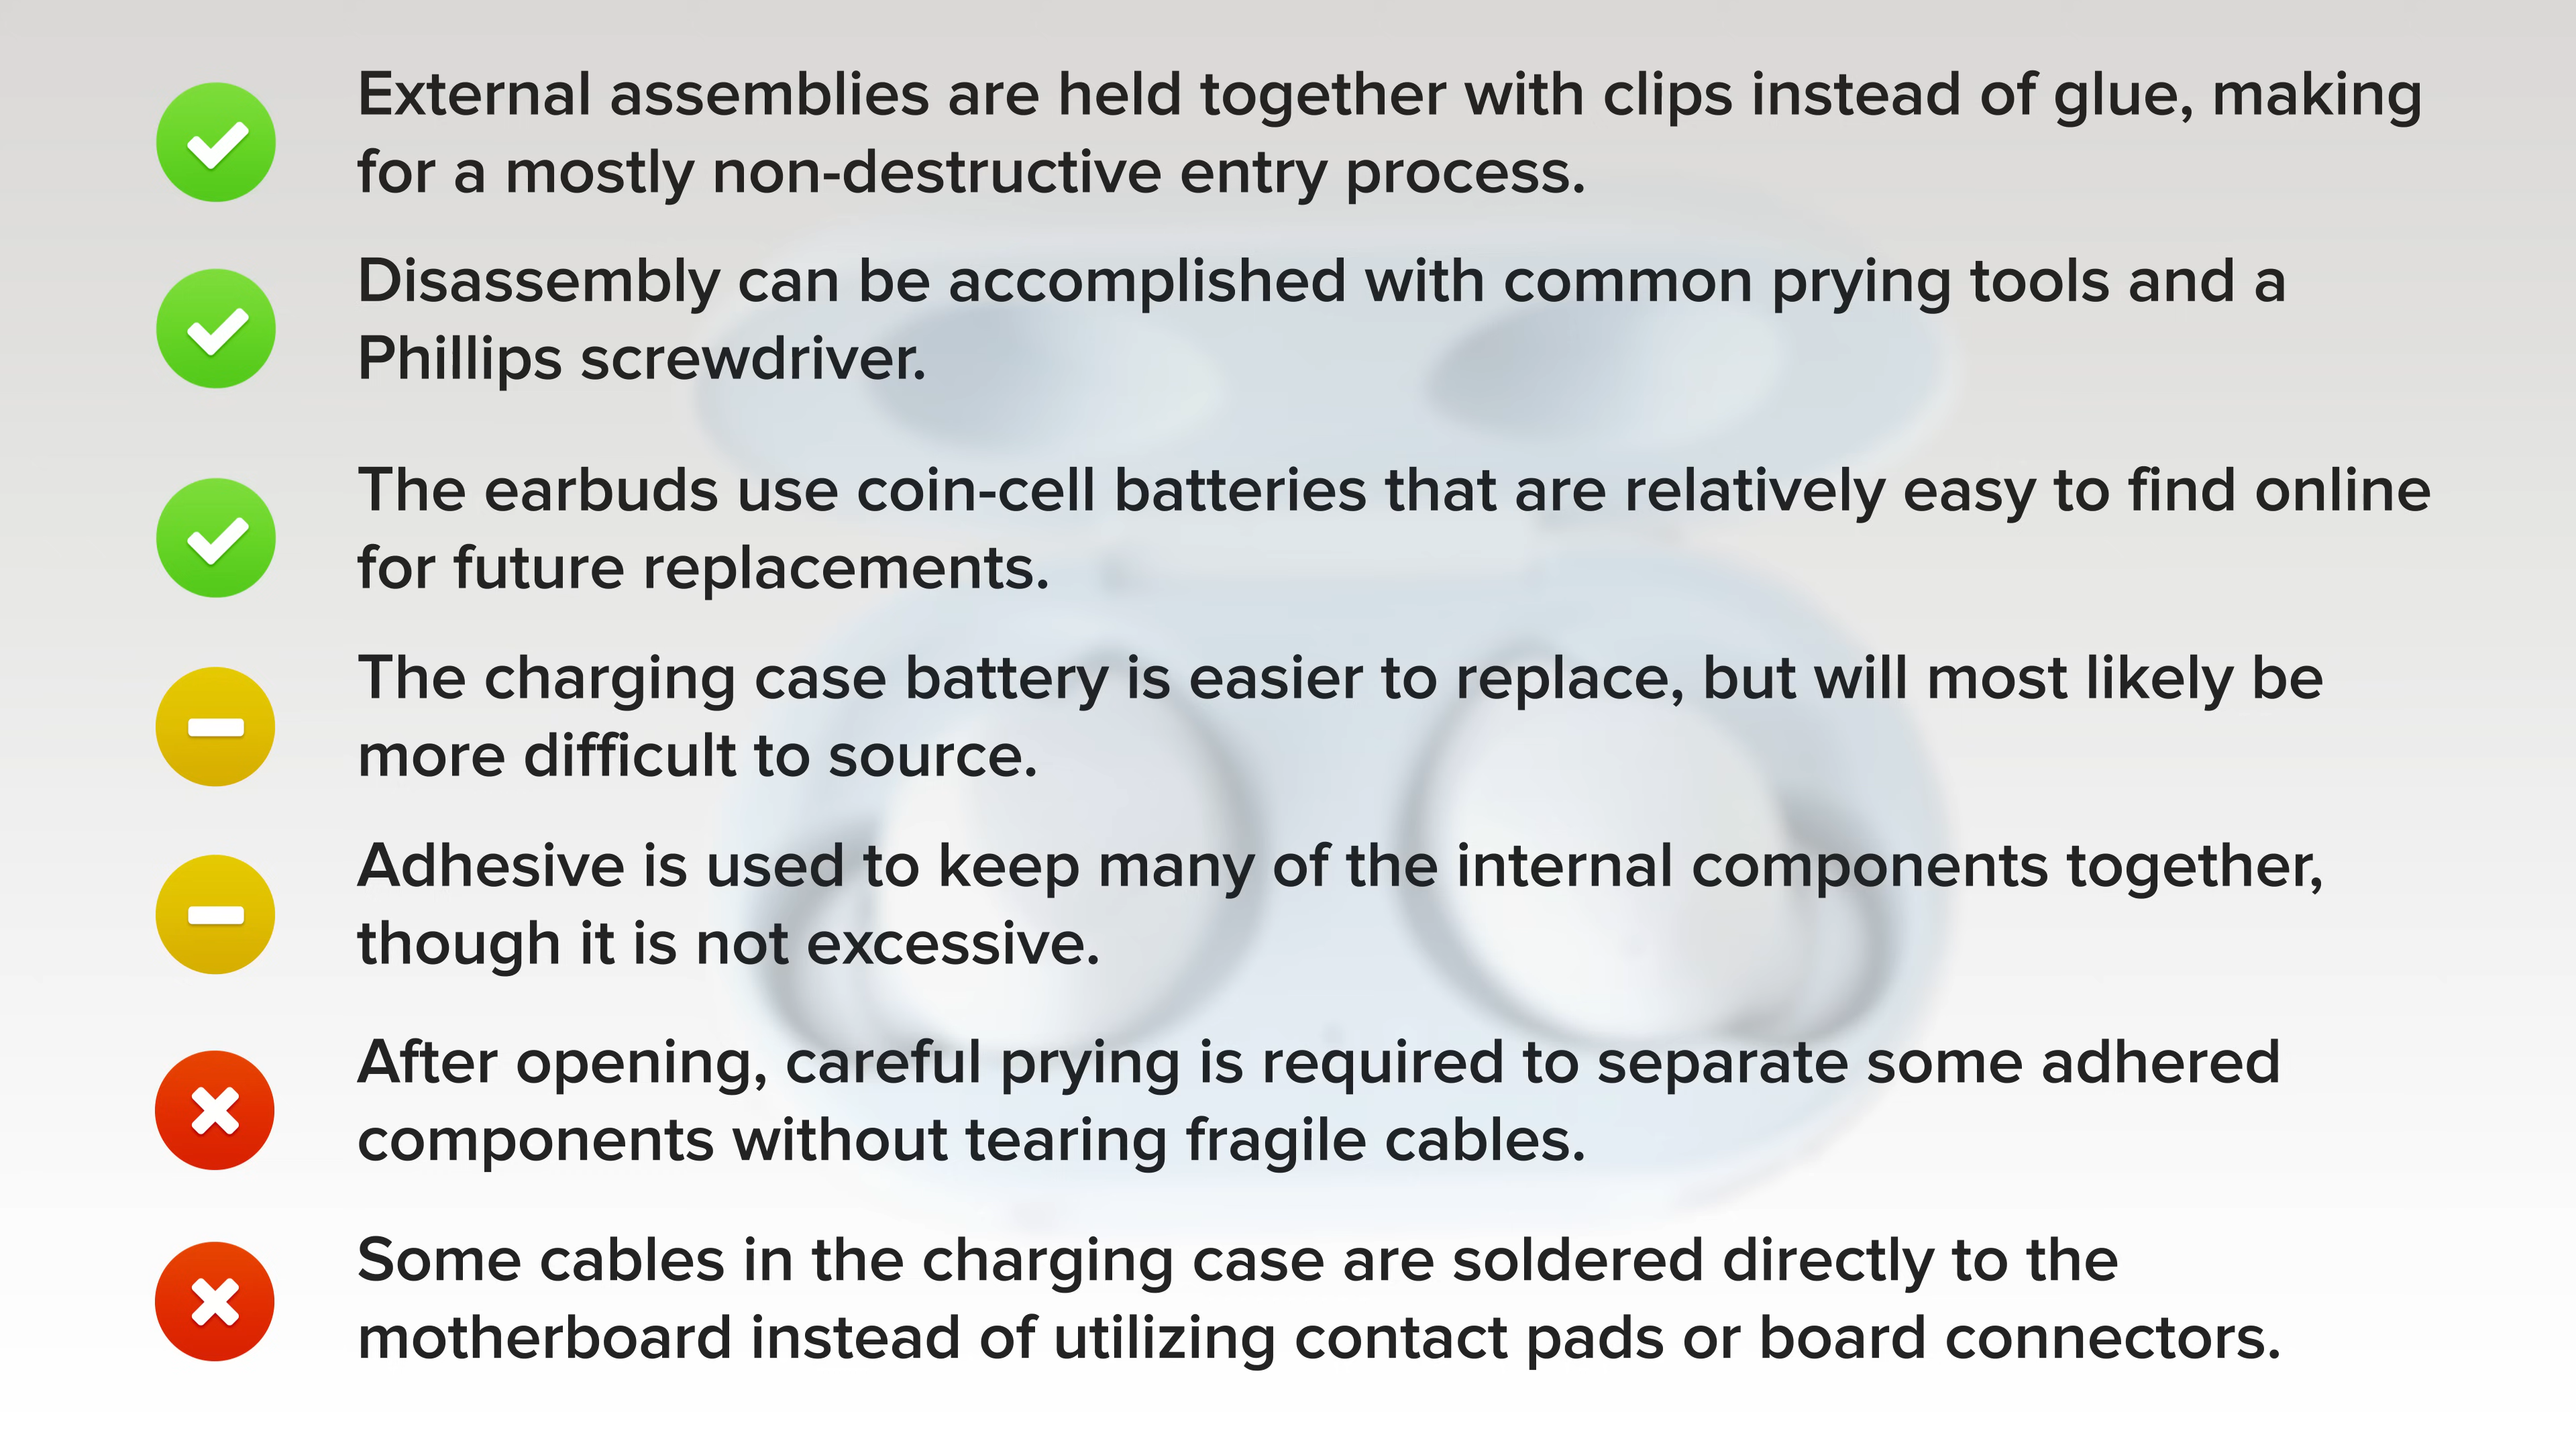 External assemblies are held together with clips instead of glue, making
for a mostly non-destructive entry process.
Disassembly can be accomplished with common prying tools and a
Phillips screwdriver.
The earbuds use coin-cell batteries that are relatively easy to find online
for future replacements.
The charging case battery is easier to replace, but will most likely be
more difficult to source.
Adhesive is used to keep many of the internal components together,
though it is not excessive.
After opening, careful prying is required to separate some adhered
components without tearing fragile cables.
Some cables in the charging case are soldered directly to the
motherboard instead of utilizing contact pads or board connectors.